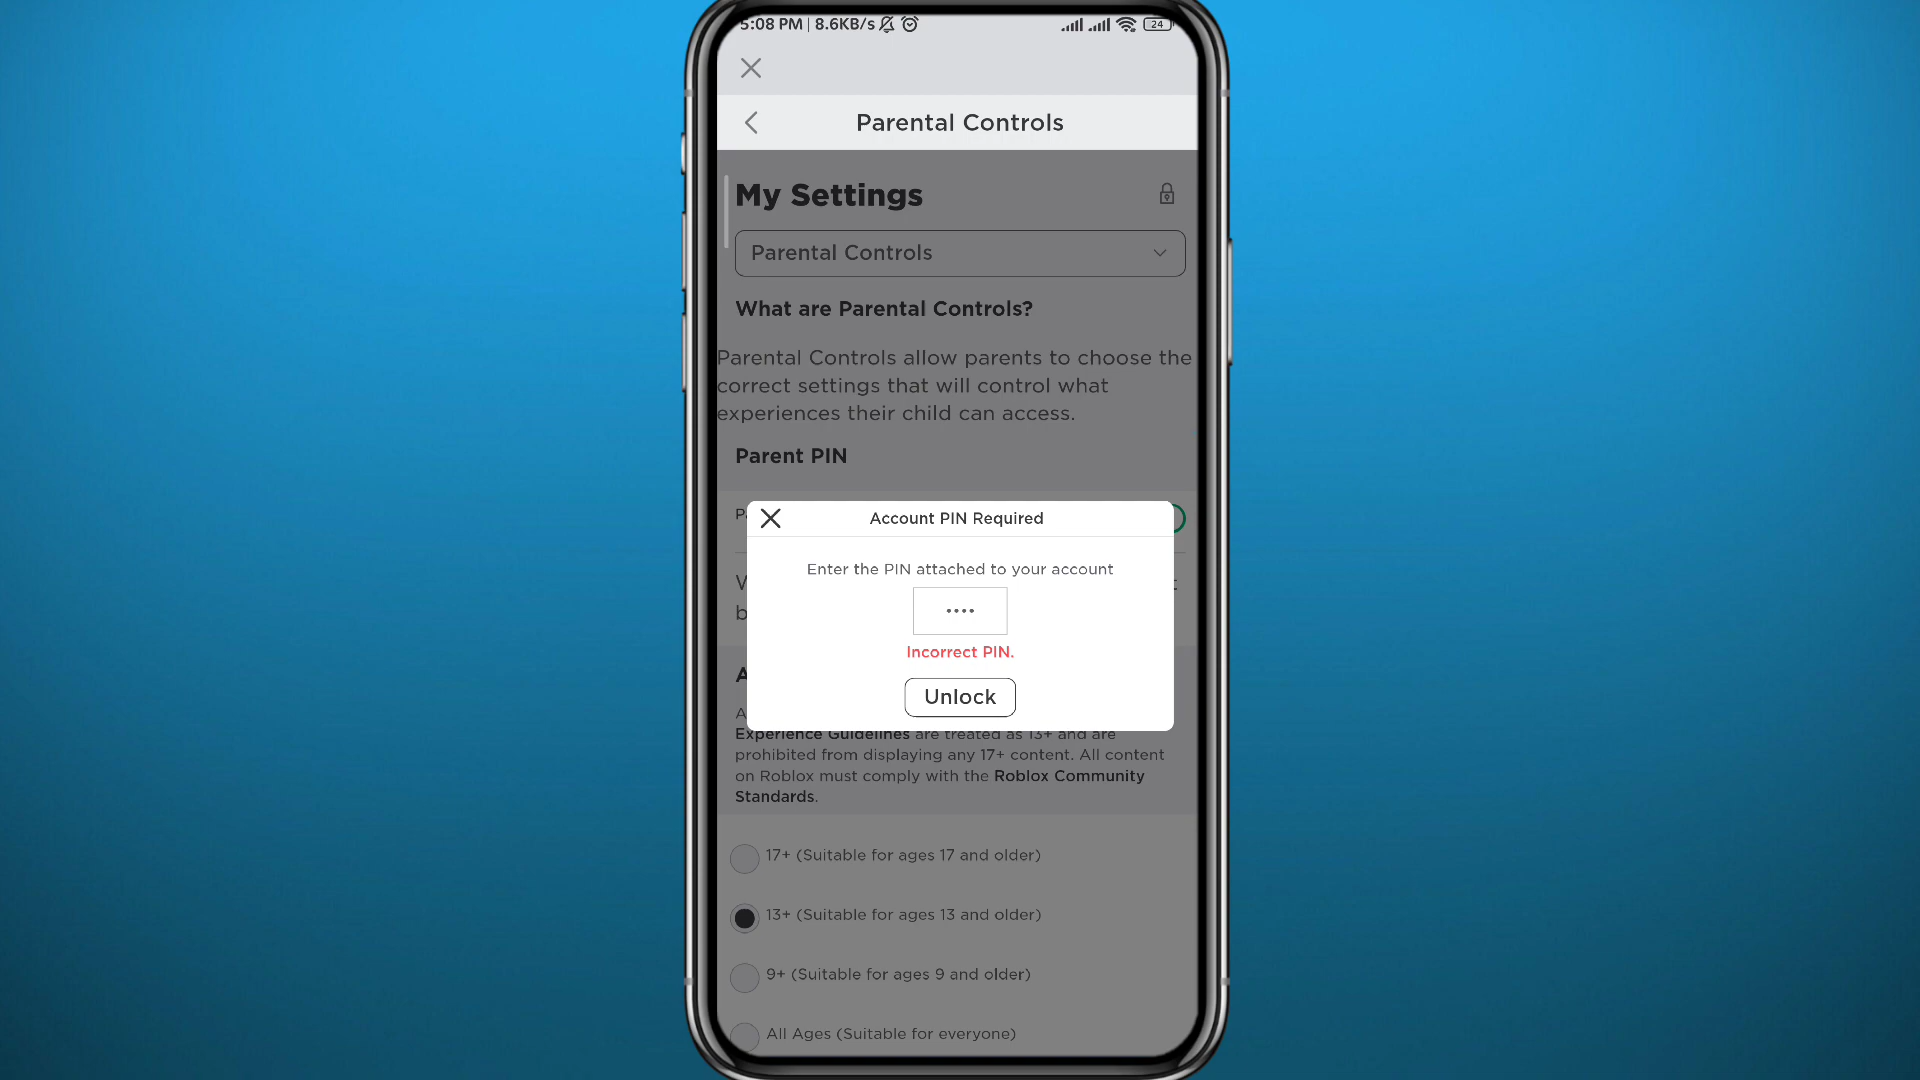 5:08 PM | 8.6KB/s
24
Parental Controls
My Settings
Parental Controls
What are Parental Controls?
Parental Controls allow parents to choose the
correct settings that will control what
experiences their child can access.
Parent PIN
Account PIN Required
Enter the PIN attached to your account
••••
Incorrect PIN.
Unlock
Experience Guidelines are treated as 13+ and are
prohibited from displaying any 17+ content. All content
on Roblox must comply with the Roblox Community
Standards.
17+ (Suitable for ages 17 and older)
13+ (Suitable for ages 13 and older)
9+ (Suitable for ages 9 and older)
All Ages (Suitable for everyone)